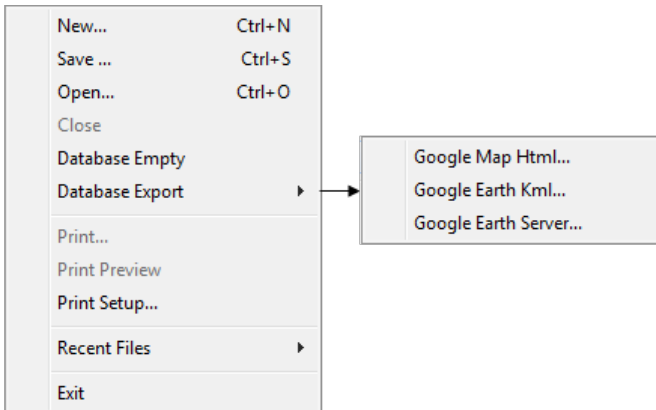 New... Ctrl+N
Save ... Ctrl+S
Open... Ctrl+O
Close
Database Empty
Database Export
Print...
Print Preview
Print Setup...
Recent Files
Exit
Google Map Html...
Google Earth Kml...
Google Earth Server...